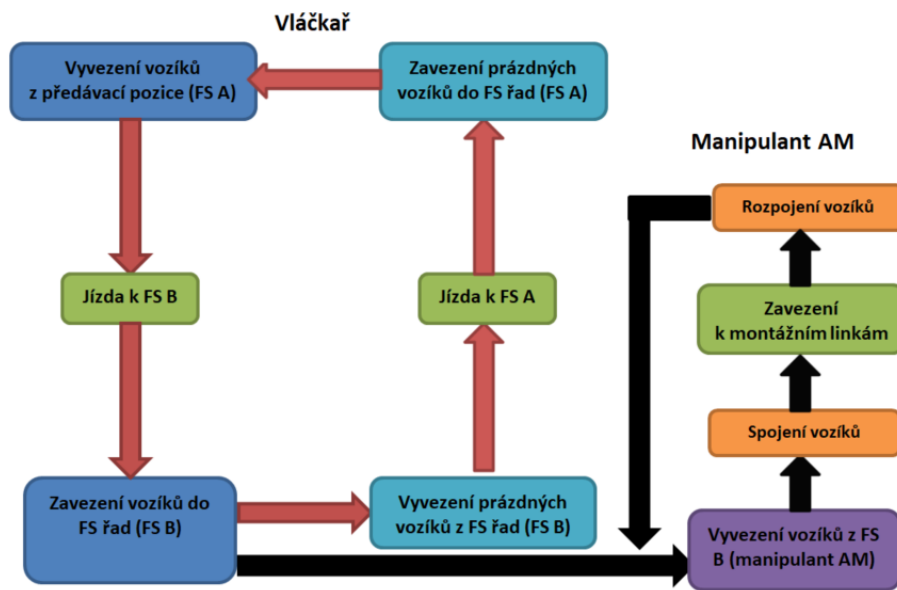 Vláčkař
Vyvezení vozíků
z předávací pozice (FS A)
Zavezení prázdných
vozíků do FS řad (FS A)
Manipulant AM
Rozpojení vozíků
Jízda k FS B
Jízda k FS A
Zavezení
k montážním linkám
Spojení vozíků
Zavezení vozíků do
FS řad (FS B)
Vyvezení prázdných
vozíků z FS řad (FS B)
Vyvezení vozíků z FS
B (manipulant AM)